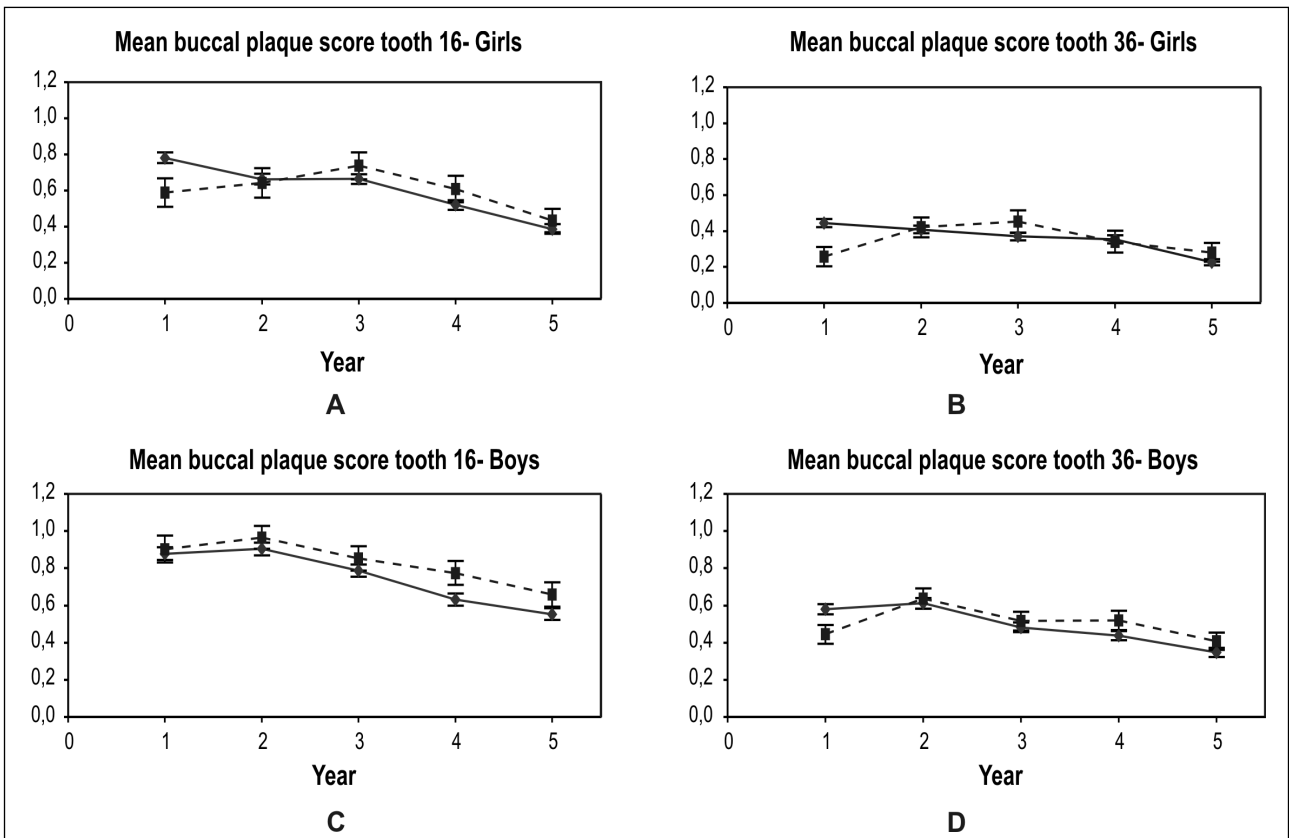 Mean buccal plaque score tooth 16- Girls
1,2
1,0
0,8
0,6
0,4
0,2
0,0
0 1 2 3 4 5
Year
A
Mean buccal plaque score tooth 36- Girls
1,2
1,0
0,8
0,6
0,4
0,2
0,0
0 1 2 3 4 5
Year
B
Mean buccal plaque score tooth 16- Boys
1,2
1,0
0,8
0,6
0,4
0,2
0,0
0 1 2 3 4 5
Year
C
Mean buccal plaque score tooth 36- Boys
1,2
1,0
0,8
0,6
0,4
0,2
0,0
0 1 2 3 4 5
Year
D